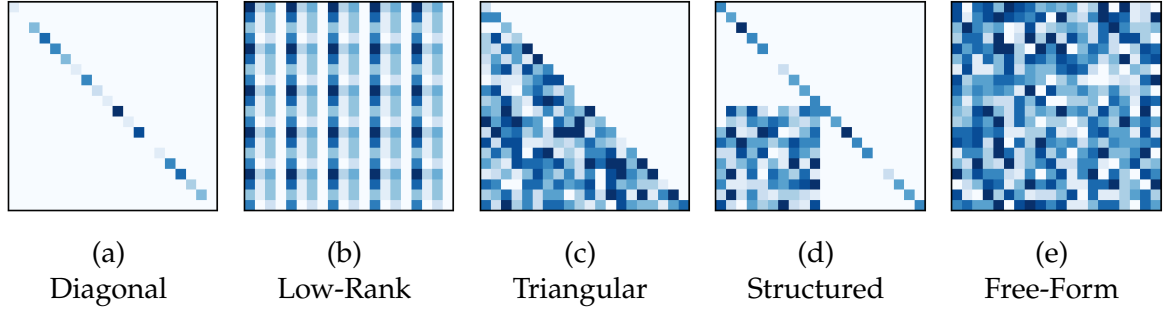 (a)
Diagonal
(b)
Low-Rank
(c)
Triangular
(d)
Structured
(e)
Free-Form